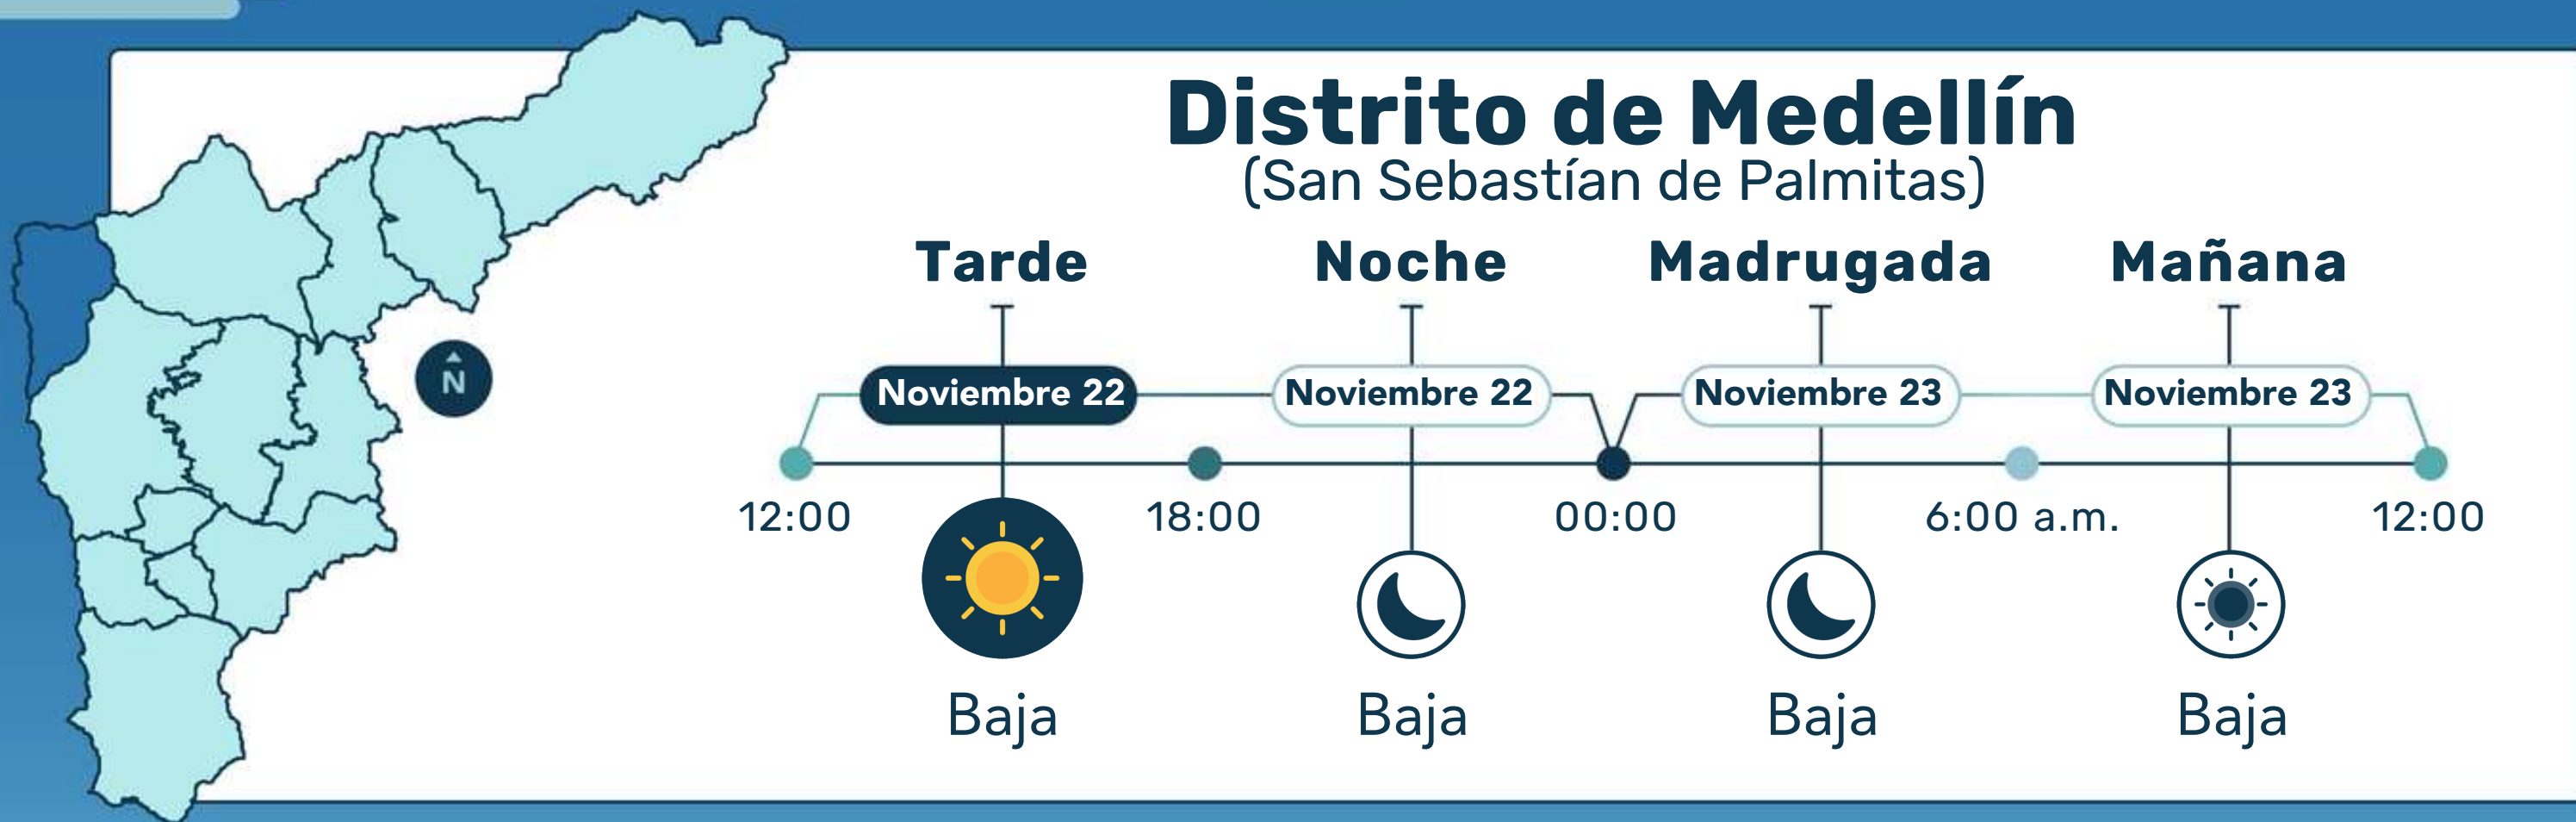 Distrito de Medellín
(San Sebastían de Palmitas)
Tarde Noche Madrugada Mañana
Noviembre 22 Noviembre 22 Noviembre 23 Noviembre 23
N
12:00 18:00 00:00 6:00 a.m. 12:00
Baja Baja Baja Baja